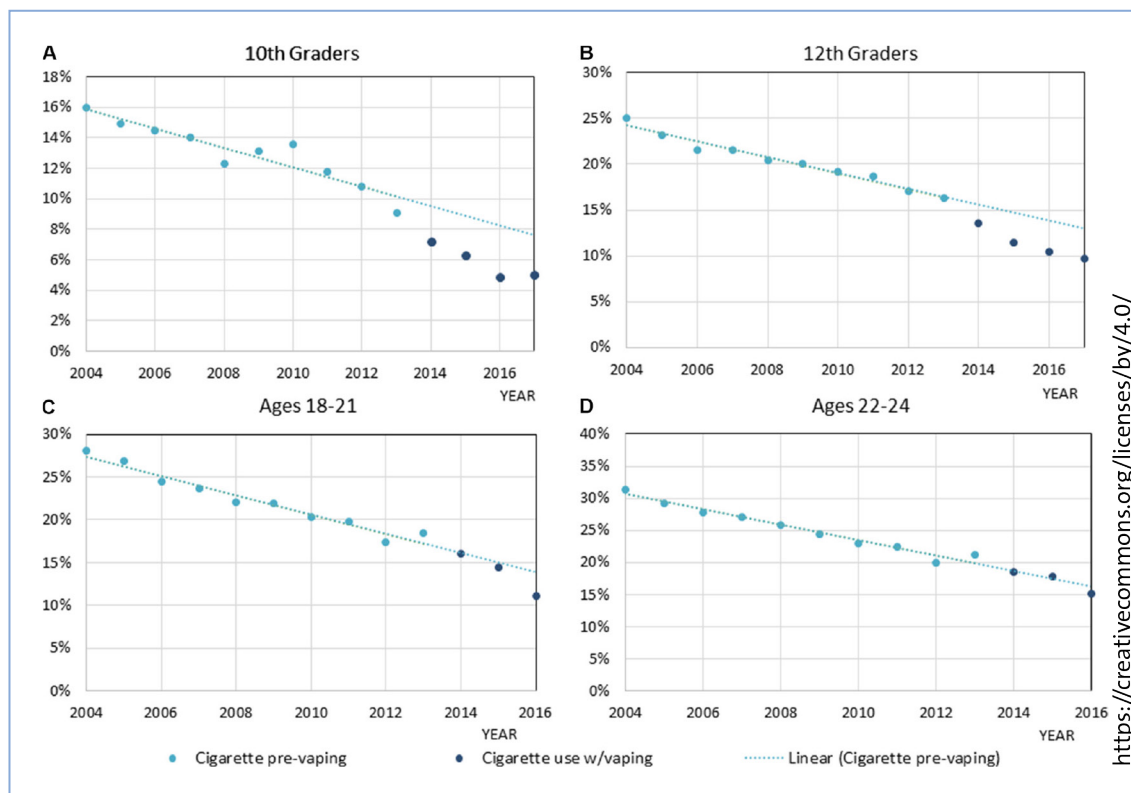 A
10th Graders
18%
16%
14%
12%
10%
8%
6%
4%
2%
0%
2004 2006 2008 2010 2012 2014 2016
YEAR
B
12th Graders
30%
25%
20%
15%
10%
5%
0%
2004 2006 2008 2010 2012 2014 2016
YEAR
C
Ages 18-21
30%
25%
20%
15%
10%
5%
0%
2004 2006 2008 2010 2012 2014 2016
YEAR
D
Ages 22-24
40%
35%
30%
25%
20%
15%
10%
5%
0%
2004 2006 2008 2010 2012 2014 2016
YEAR
Cigarette pre-vaping Cigarette use w/vaping Linear (Cigarette pre-vaping)
https://creativecommons.org/licenses/by/4.0/